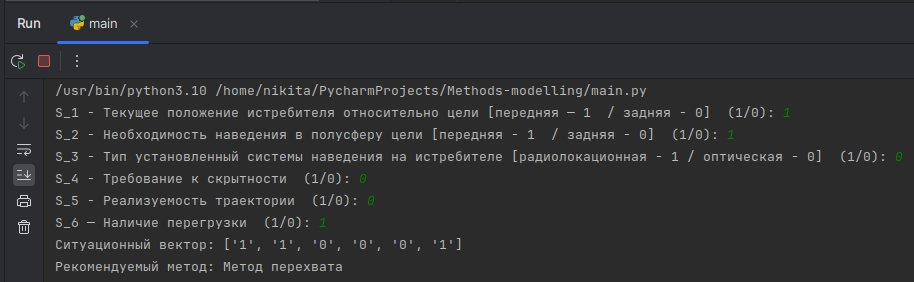 Run main
/usr/bin/python3.10 /home/nikita/PycharmProjects/Methods-modelling/main.py
S_1 - Текущее положение истребителя относительно цели [передняя — 1  / задняя - 0]  (1/0): 1
S_2 - Необходимость наведения в полусферу цели [передняя - 1  / задняя - 0]  (1/0): 1
S_3 - Тип установленный системы наведения на истребителе [радиолокационная - 1 / оптическая - 0]  (1/0): 0
S_4 - Требование к скрытности  (1/0): 0
S_5 - Реализуемость траектории  (1/0): 0
S_6 — Наличие перегрузки  (1/0): 1
Ситуационный вектор: ['1', '1', '0', '0', '0', '1']
Рекомендуемый метод: Метод перехвата